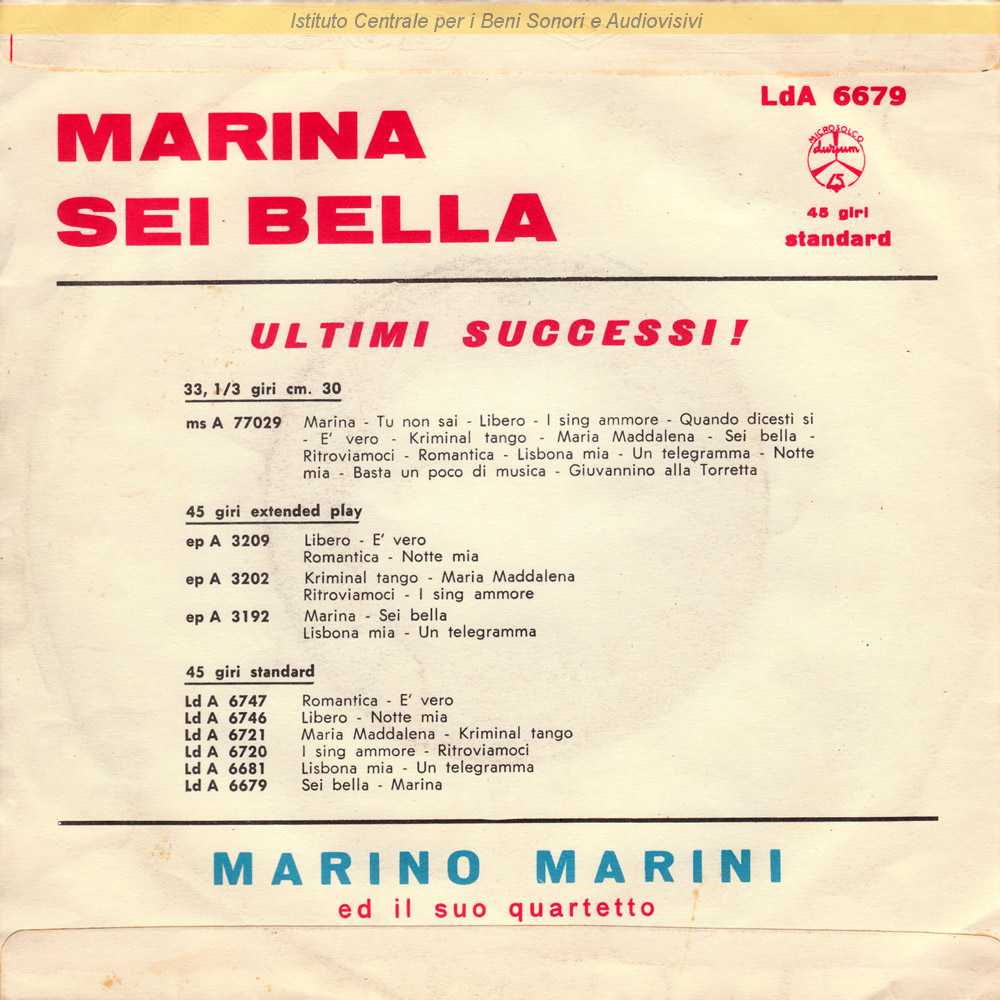 Istituto Centrale per i Beni Sonori e Audiovisivi
MARINA
SEI BELLA
LdA 6679
MICROSOLCO
durium
45
45 giri
standard
ULTIMI SUCCESSI!
33, 1/3 giri cm. 30
ms A 77029 Marina - Tu non sai - Libero - I sing ammore - Quando dicesti si
- E' vero - Kriminal tango - Maria Maddalena - Sei bella -
Ritroviamoci - Romantica - Lisbona mia - Un telegramma - Notte
mia - Basta un poco di musica - Giuvannino alla Torretta
45 giri extended play
ep A 3209 Libero - E' vero
Romantica - Notte mia
ep A 3202 Kriminal tango - Maria Maddalena
Ritroviamoci - I sing ammore
ep A 3192 Marina - Sei bella
Lisbona mia - Un telegramma
45 giri standard
Ld A 6747 Romantica - E' vero
Ld A 6746 Libero - Notte mia
Ld A 6721 Maria Maddalena - Kriminal tango
Ld A 6720 I sing ammore - Ritroviamoci
Ld A 6681 Lisbona mia - Un telegramma
Ld A 6679 Sei bella - Marina
MARINO MARINI
ed il suo quartetto